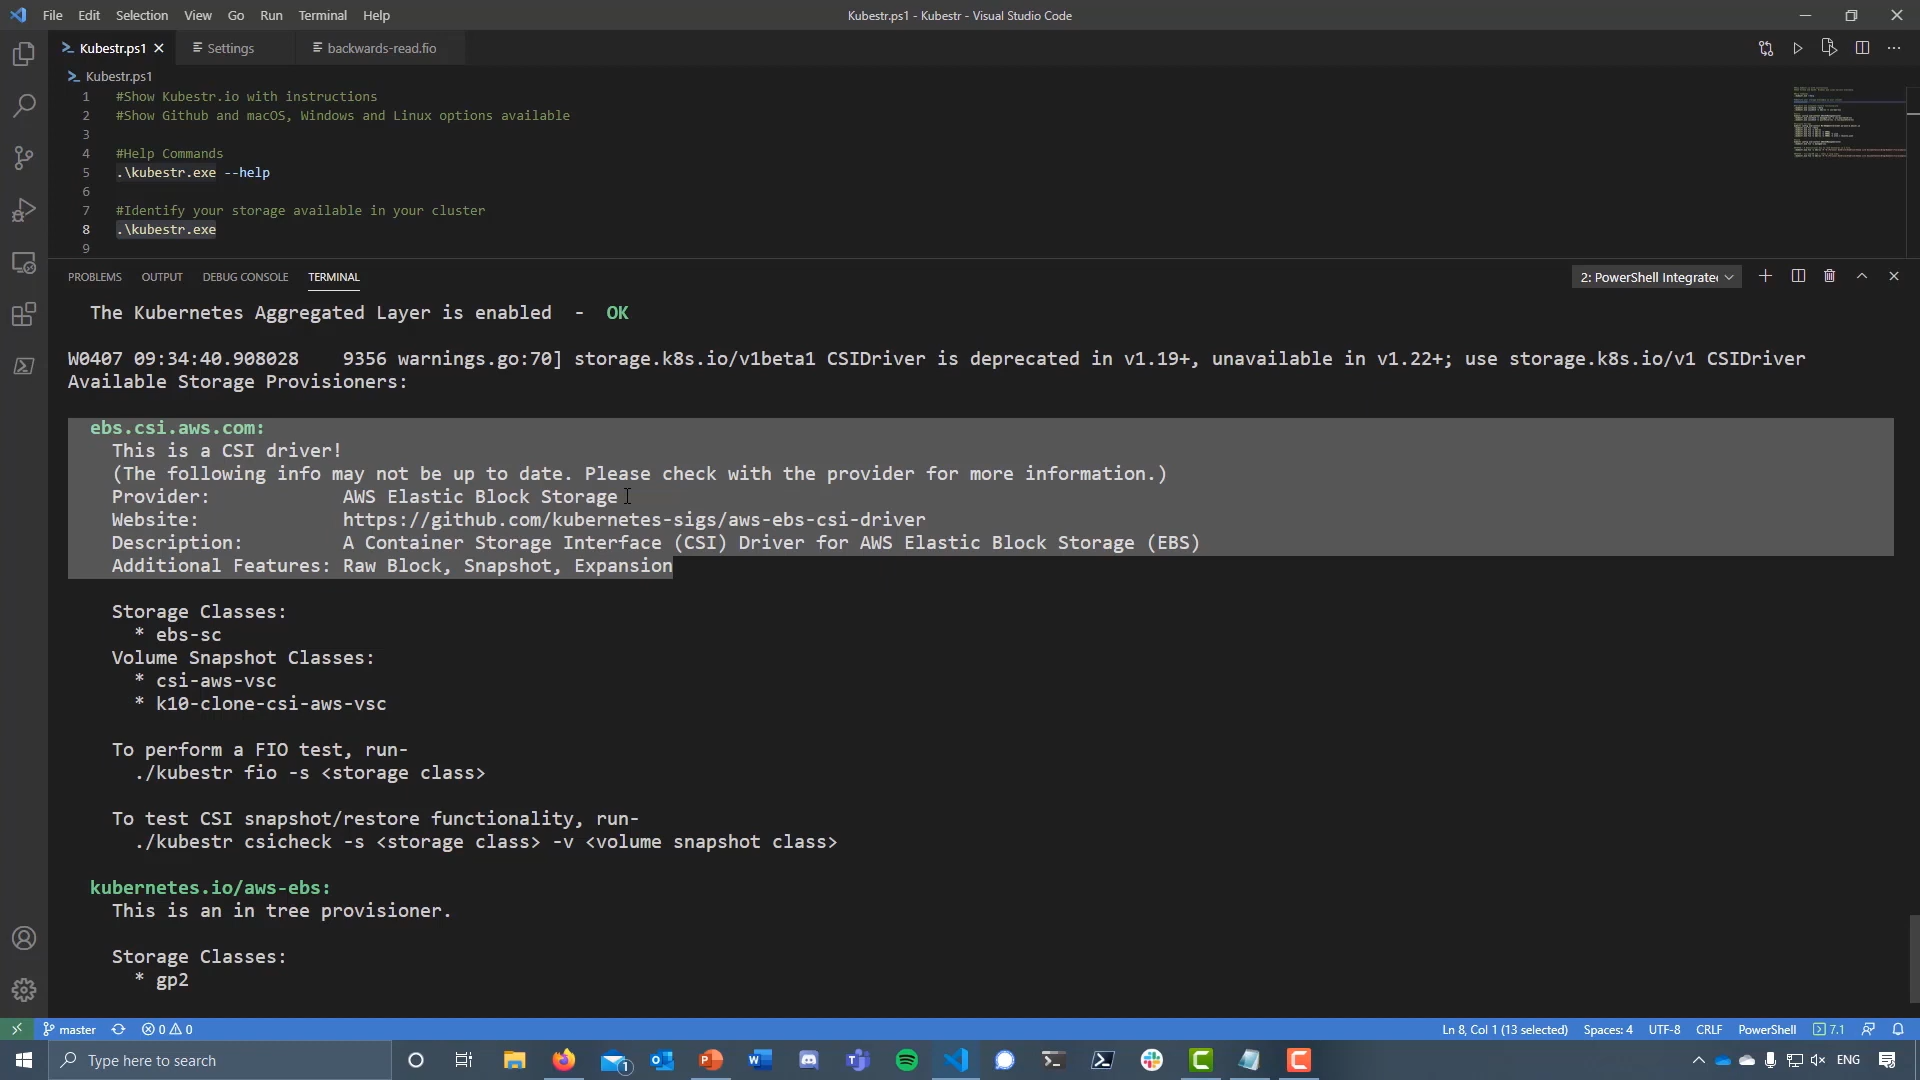 File Edit Selection View Go Run Terminal Help
Kubestr.ps1 - Kubestr - Visual Studio Code
Kubestr.ps1
Settings
backwards-read.fio
Kubestr.ps1
1 #Show Kubestr.io with instructions
2 #Show Github and macOS, Windows and Linux options available
3
4 #Help Commands
5 .\kubestr.exe --help
6
7 #Identify your storage available in your cluster
8 .\kubestr.exe
9
PROBLEMS OUTPUT DEBUG CONSOLE TERMINAL
2: PowerShell Integrate
The Kubernetes Aggregated Layer is enabled - OK
W0407 09:34:40.908028 9356 warnings.go:70] storage.k8s.io/v1beta1 CSIDriver is deprecated in v1.19+, unavailable in v1.22+; use storage.k8s.io/v1 CSIDriver
Available Storage Provisioners:
ebs.csi.aws.com:
This is a CSI driver!
(The following info may not be up to date. Please check with the provider for more information.)
Provider: AWS Elastic Block Storage
Website: https://github.com/kubernetes-sigs/aws-ebs-csi-driver
Description: A Container Storage Interface (CSI) Driver for AWS Elastic Block Storage (EBS)
Additional Features: Raw Block, Snapshot, Expansion
Storage Classes:
* ebs-sc
Volume Snapshot Classes:
* csi-aws-vsc
* k10-clone-csi-aws-vsc
To perform a FIO test, run-
./kubestr fio -s <storage class>
To test CSI snapshot/restore functionality, run-
./kubestr csicheck -s <storage class> -v <volume snapshot class>
kubernetes.io/aws-ebs:
This is an in tree provisioner.
Storage Classes:
* gp2
master 0 0
Ln 8, Col 1 (13 selected) Spaces: 4 UTF-8 CRLF PowerShell 7.1
Type here to search
1
ENG